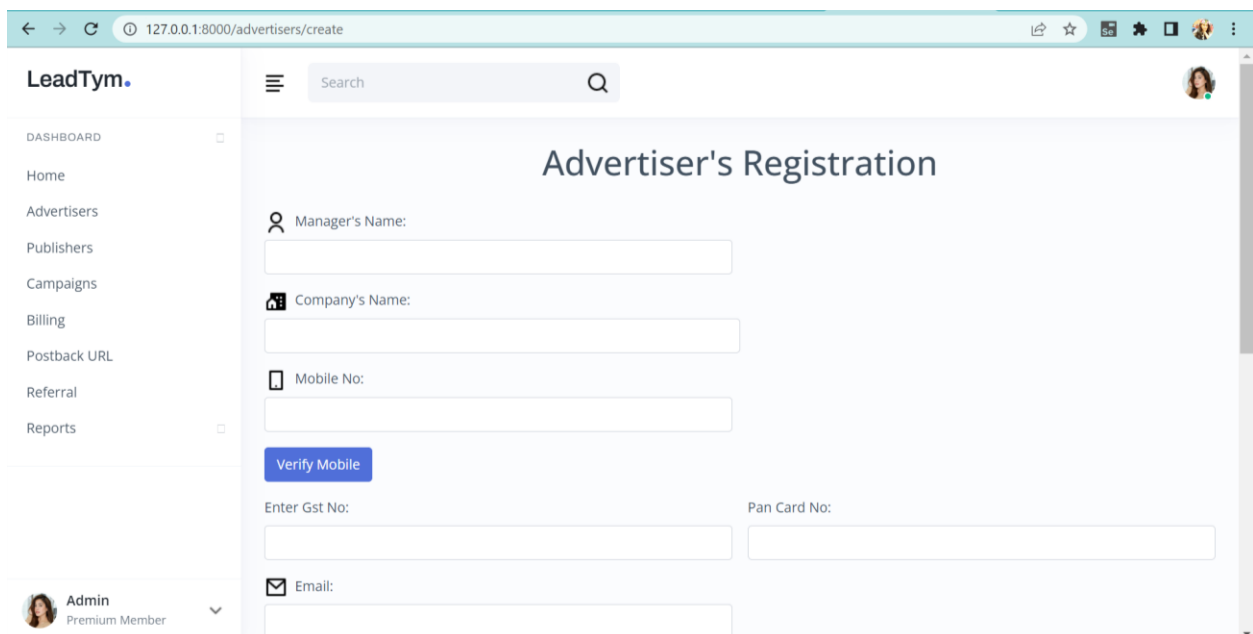 127.0.0.1:8000/advertisers/create
Se
LeadTym.
Search
DASHBOARD
Home
Advertisers
Publishers
Campaigns
Billing
Postback URL
Referral
Reports
Admin
Premium Member
Advertiser's Registration
Manager's Name:
Company's Name:
Mobile No:
Verify Mobile
Enter Gst No:
Pan Card No:
Email: